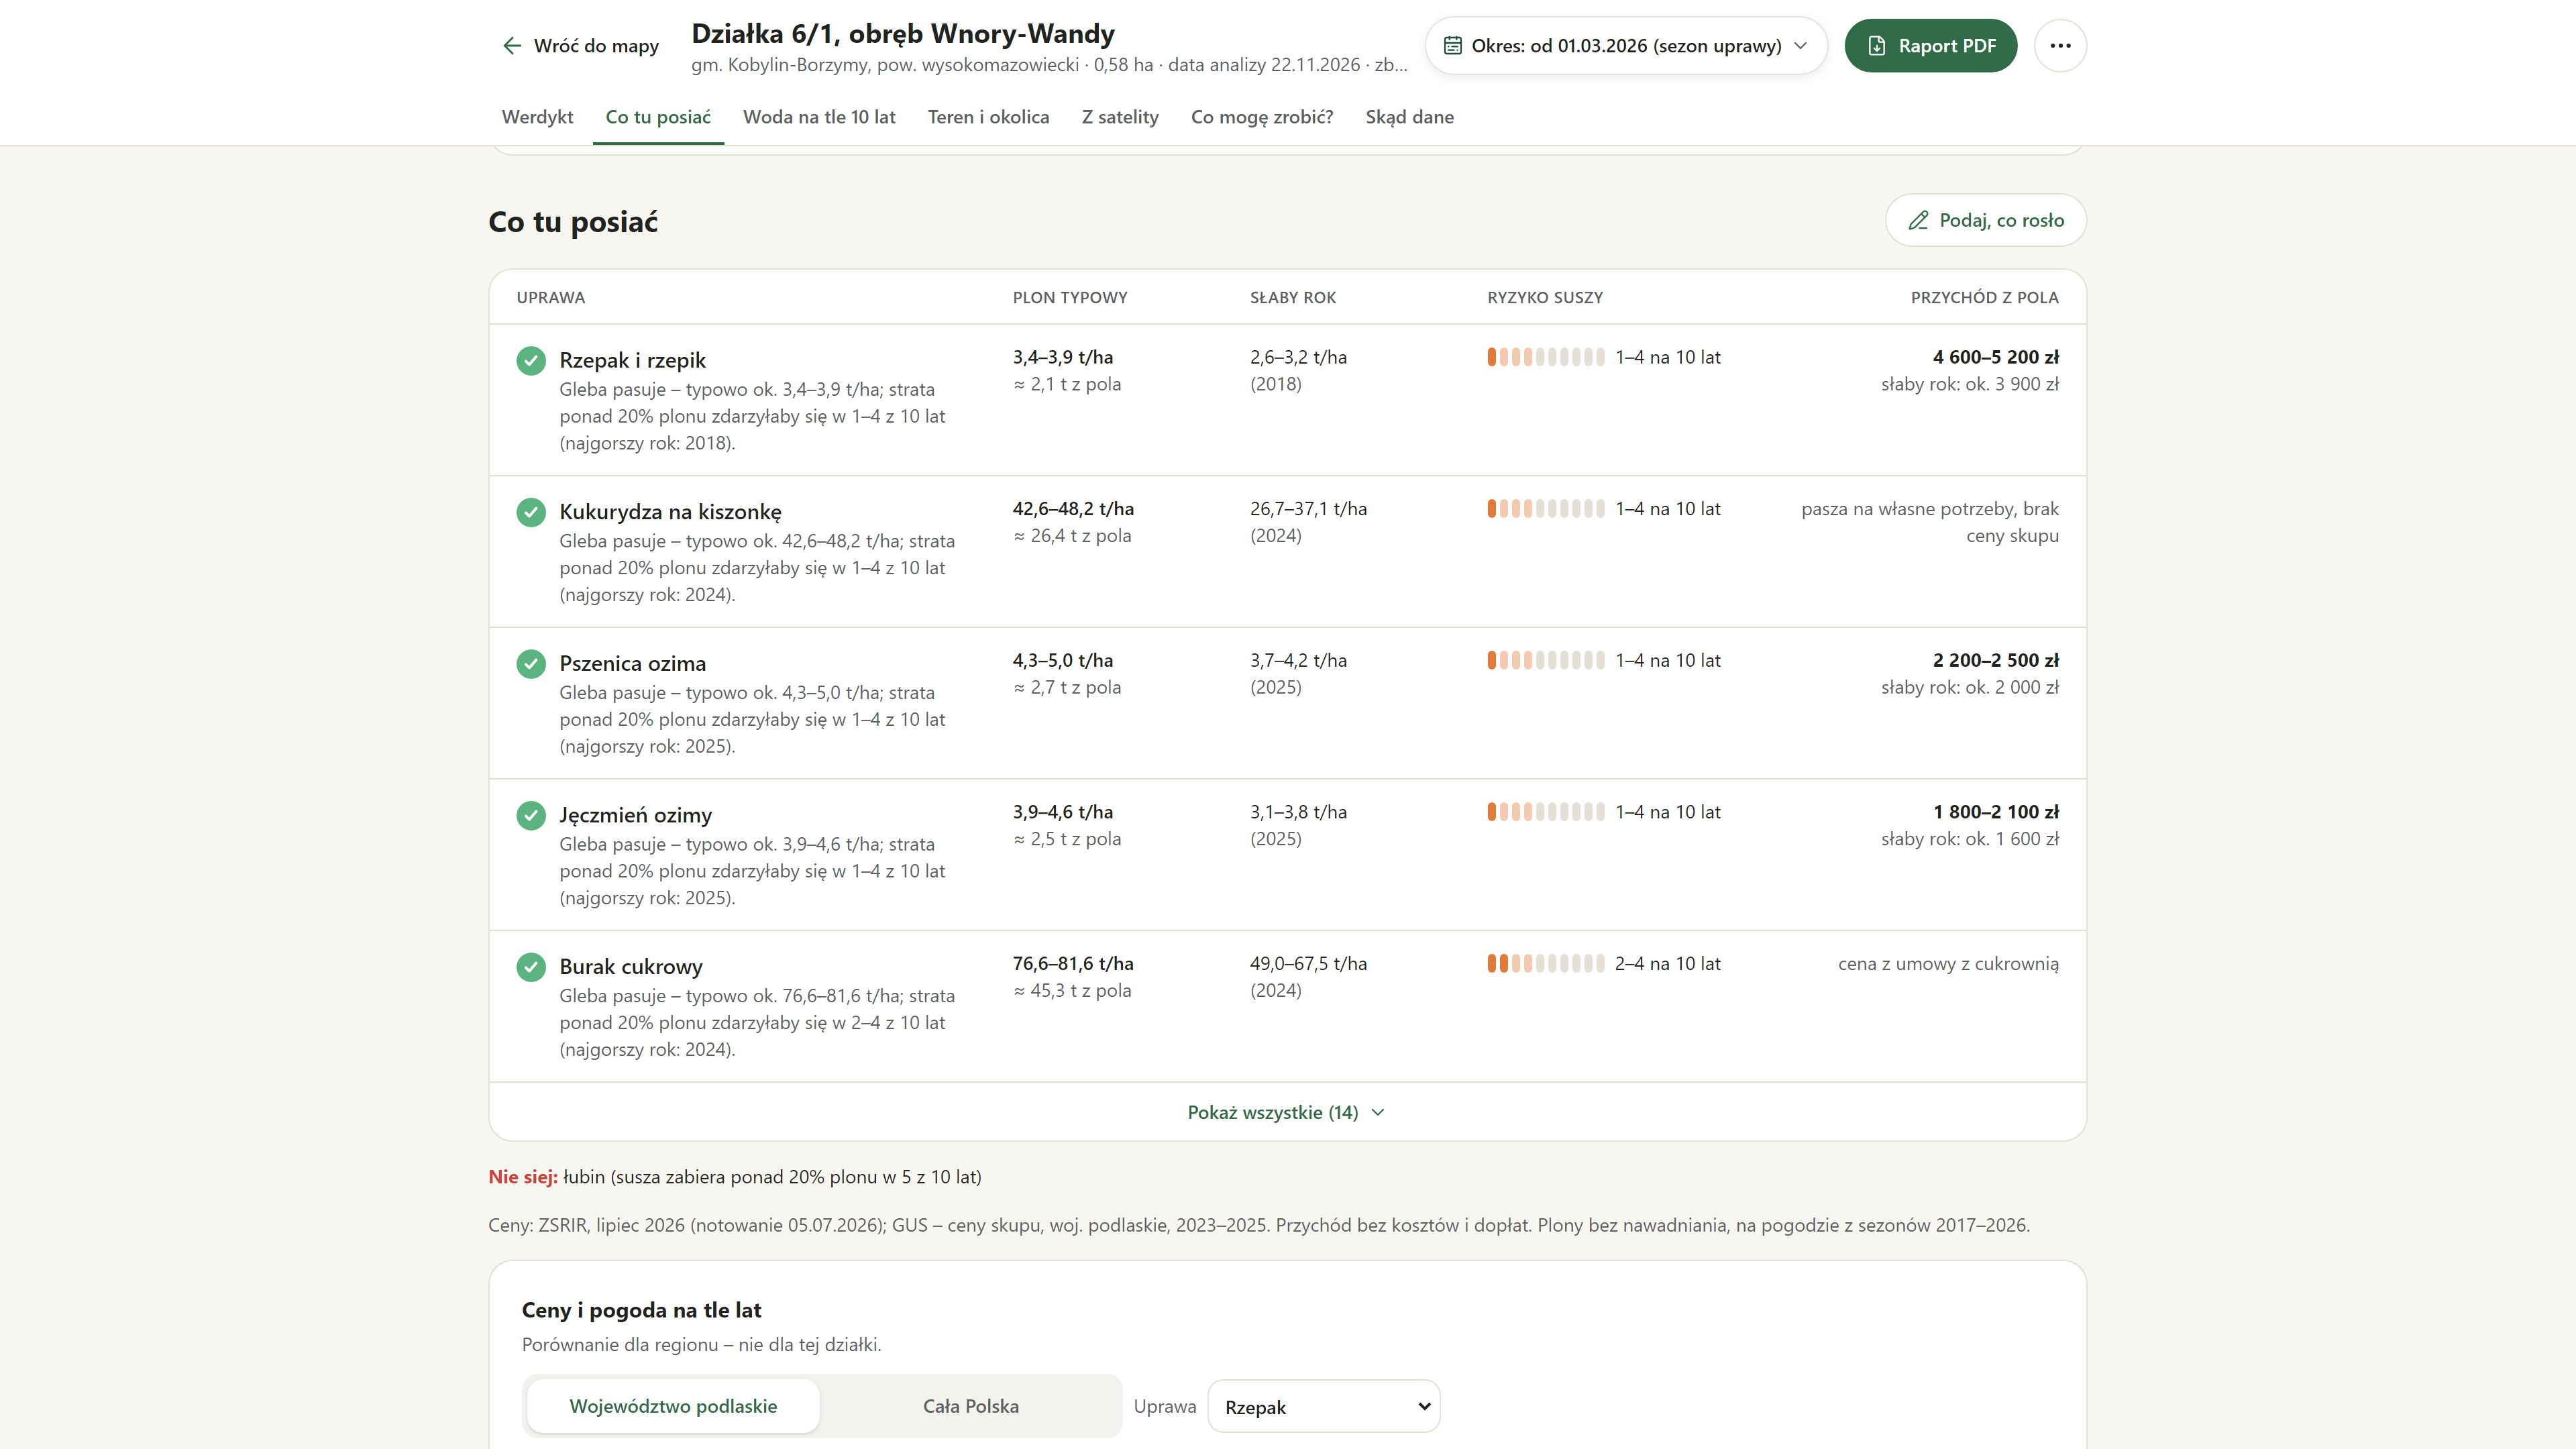 Wróć do mapy
Działka 6/1, obręb Wnory-Wandy
gm. Kobylin-Borzymy, pow. wysokomazowiecki · 0,58 ha · data analizy 22.11.2026 · zb...
Okres: od 01.03.2026 (sezon uprawy)
Raport PDF
Werdykt
Co tu posiać
Woda na tle 10 lat
Teren i okolica
Z satelity
Co mogę zrobić?
Skąd dane
Co tu posiać
Podaj, co rosło
UPRAWA
PLON TYPOWY
SŁABY ROK
RYZYKO SUSZY
PRZYCHÓD Z POLA
Rzepak i rzepik
Gleba pasuje – typowo ok. 3,4–3,9 t/ha; strata
ponad 20% plonu zdarzyłaby się w 1–4 z 10 lat
(najgorszy rok: 2018).
3,4–3,9 t/ha
≈ 2,1 t z pola
2,6–3,2 t/ha
(2018)
1–4 na 10 lat
4 600–5 200 zł
słaby rok: ok. 3 900 zł
Kukurydza na kiszonkę
Gleba pasuje – typowo ok. 42,6–48,2 t/ha; strata
ponad 20% plonu zdarzyłaby się w 1–4 z 10 lat
(najgorszy rok: 2024).
42,6–48,2 t/ha
≈ 26,4 t z pola
26,7–37,1 t/ha
(2024)
1–4 na 10 lat
pasza na własne potrzeby, brak
ceny skupu
Pszenica ozima
Gleba pasuje – typowo ok. 4,3–5,0 t/ha; strata
ponad 20% plonu zdarzyłaby się w 1–4 z 10 lat
(najgorszy rok: 2025).
4,3–5,0 t/ha
≈ 2,7 t z pola
3,7–4,2 t/ha
(2025)
1–4 na 10 lat
2 200–2 500 zł
słaby rok: ok. 2 000 zł
Jęczmień ozimy
Gleba pasuje – typowo ok. 3,9–4,6 t/ha; strata
ponad 20% plonu zdarzyłaby się w 1–4 z 10 lat
(najgorszy rok: 2025).
3,9–4,6 t/ha
≈ 2,5 t z pola
3,1–3,8 t/ha
(2025)
1–4 na 10 lat
1 800–2 100 zł
słaby rok: ok. 1 600 zł
Burak cukrowy
Gleba pasuje – typowo ok. 76,6–81,6 t/ha; strata
ponad 20% plonu zdarzyłaby się w 2–4 z 10 lat
(najgorszy rok: 2024).
76,6–81,6 t/ha
≈ 45,3 t z pola
49,0–67,5 t/ha
(2024)
2–4 na 10 lat
cena z umowy z cukrownią
Pokaż wszystkie (14)
Nie siej: łubin (susza zabiera ponad 20% plonu w 5 z 10 lat)
Ceny: ZSRIR, lipiec 2026 (notowanie 05.07.2026); GUS – ceny skupu, woj. podlaskie, 2023–2025. Przychód bez kosztów i dopłat. Plony bez nawadniania, na pogodzie z sezonów 2017–2026.
Ceny i pogoda na tle lat
Porównanie dla regionu – nie dla tej działki.
Województwo podlaskie
Cała Polska
Uprawa
Rzepak